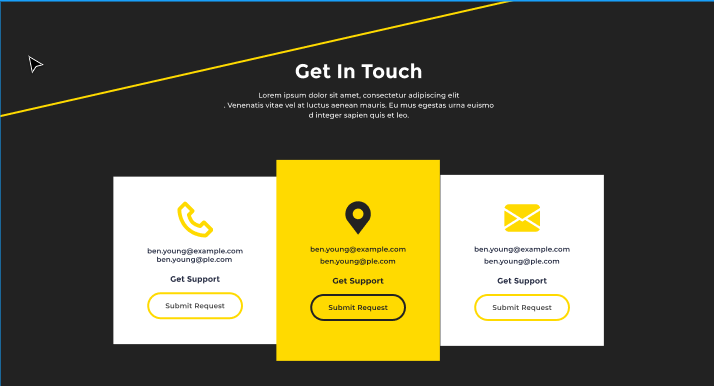 Get In Touch
Lorem ipsum dolor sit amet, consectetur adipiscing elit
. Venenatis vitae vel at luctus aenean mauris. Eu mus egestas urna euismo
d integer sapien quis et leo.
ben.young@example.com
ben.young@ple.com
Get Support
Submit Request
ben.young@example.com
ben.young@ple.com
Get Support
Submit Request
ben.young@example.com
ben.young@ple.com
Get Support
Submit Request